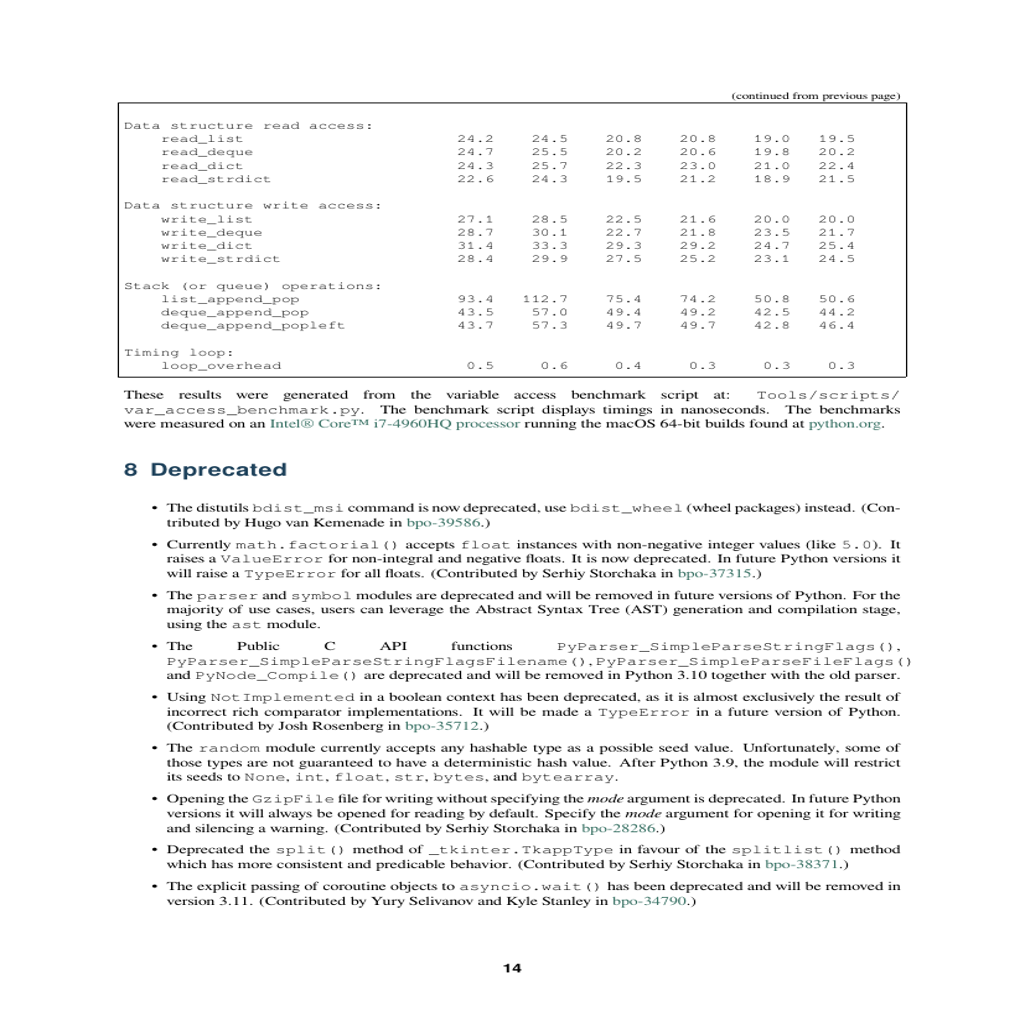 (continued from previous page)
Data structure read access:
    read_list                   24.2    24.5    20.8    20.8    19.0    19.5
    read_deque                  24.7    25.5    20.2    20.6    19.8    20.2
    read_dict                   24.3    25.7    22.3    23.0    21.0    22.4
    read_strdict                22.6    24.3    19.5    21.2    18.9    21.5
Data structure write access:
    write_list                  27.1    28.5    22.5    21.6    20.0    20.0
    write_deque                 28.7    30.1    22.7    21.8    23.5    21.7
    write_dict                  31.4    33.3    29.3    29.2    24.7    25.4
    write_strdict               28.4    29.9    27.5    25.2    23.1    24.5
Stack (or queue) operations:
    list_append_pop             93.4   112.7    75.4    74.2    50.8    50.6
    deque_append_pop            43.5    57.0    49.4    49.2    42.5    44.2
    deque_append_popleft        43.7    57.3    49.7    49.7    42.8    46.4
Timing loop:
    loop_overhead                0.5     0.6     0.4     0.3     0.3     0.3
These results were generated from the variable access benchmark script at: Tools/scripts/
var_access_benchmark.py. The benchmark script displays timings in nanoseconds. The benchmarks
were measured on an Intel® Core™ i7-4960HQ processor running the macOS 64-bit builds found at python.org.
8 Deprecated
• The distutils bdist_msi command is now deprecated, use bdist_wheel (wheel packages) instead. (Con-
tributed by Hugo van Kemenade in bpo-39586.)
• Currently math.factorial() accepts float instances with non-negative integer values (like 5.0). It
raises a ValueError for non-integral and negative floats. It is now deprecated. In future Python versions it
will raise a TypeError for all floats. (Contributed by Serhiy Storchaka in bpo-37315.)
• The parser and symbol modules are deprecated and will be removed in future versions of Python. For the
majority of use cases, users can leverage the Abstract Syntax Tree (AST) generation and compilation stage,
using the ast module.
• The Public C API functions PyParser_SimpleParseStringFlags(),
PyParser_SimpleParseStringFlagsFilename(), PyParser_SimpleParseFileFlags()
and PyNode_Compile() are deprecated and will be removed in Python 3.10 together with the old parser.
• Using NotImplemented in a boolean context has been deprecated, as it is almost exclusively the result of
incorrect rich comparator implementations. It will be made a TypeError in a future version of Python.
(Contributed by Josh Rosenberg in bpo-35712.)
• The random module currently accepts any hashable type as a possible seed value. Unfortunately, some of
those types are not guaranteed to have a deterministic hash value. After Python 3.9, the module will restrict
its seeds to None, int, float, str, bytes, and bytearray.
• Opening the GzipFile file for writing without specifying the mode argument is deprecated. In future Python
versions it will always be opened for reading by default. Specify the mode argument for opening it for writing
and silencing a warning. (Contributed by Serhiy Storchaka in bpo-28286.)
• Deprecated the split() method of _tkinter.TkappType in favour of the splitlist() method
which has more consistent and predicable behavior. (Contributed by Serhiy Storchaka in bpo-38371.)
• The explicit passing of coroutine objects to asyncio.wait() has been deprecated and will be removed in
version 3.11. (Contributed by Yury Selivanov and Kyle Stanley in bpo-34790.)
14